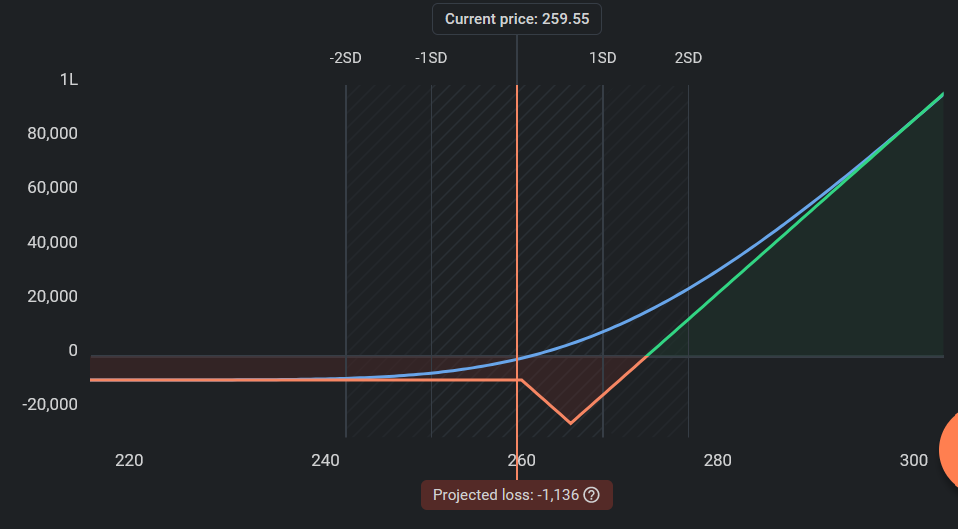 Current price: 259.55
-2SD -1SD 1SD 2SD
1L
80,000
60,000
40,000
20,000
0
-20,000
220 240 260 280 300
Projected loss: -1,136 ?